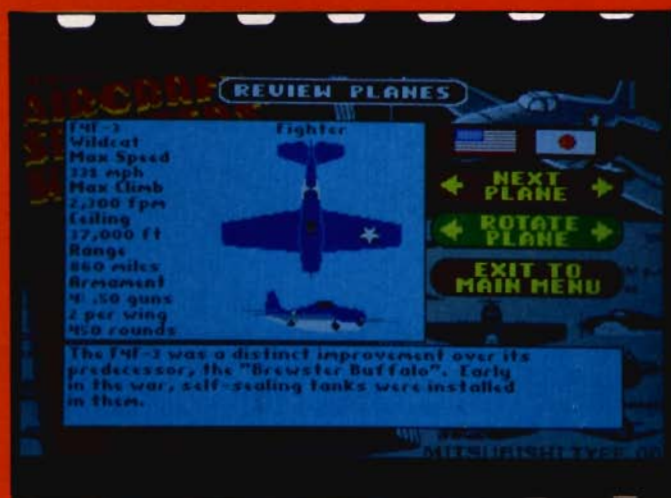 REVIEW PLANES
F4F-3 Fighter
Wildcat
Max Speed
331 mph
Max Climb
2,300 fpm
Ceiling
37,000 ft
Range
860 miles
Armament
4/ .50 guns
2 per wing
450 rounds
NEXT
PLANE
ROTATE
PLANE
EXIT TO
MAIN MENU
The F4F-3 was a distinct improvement over its
predecessor, the "Brewster Buffalo". Early
in the war, self-sealing tanks were installed
in them.
MITSUBISHI TYPE